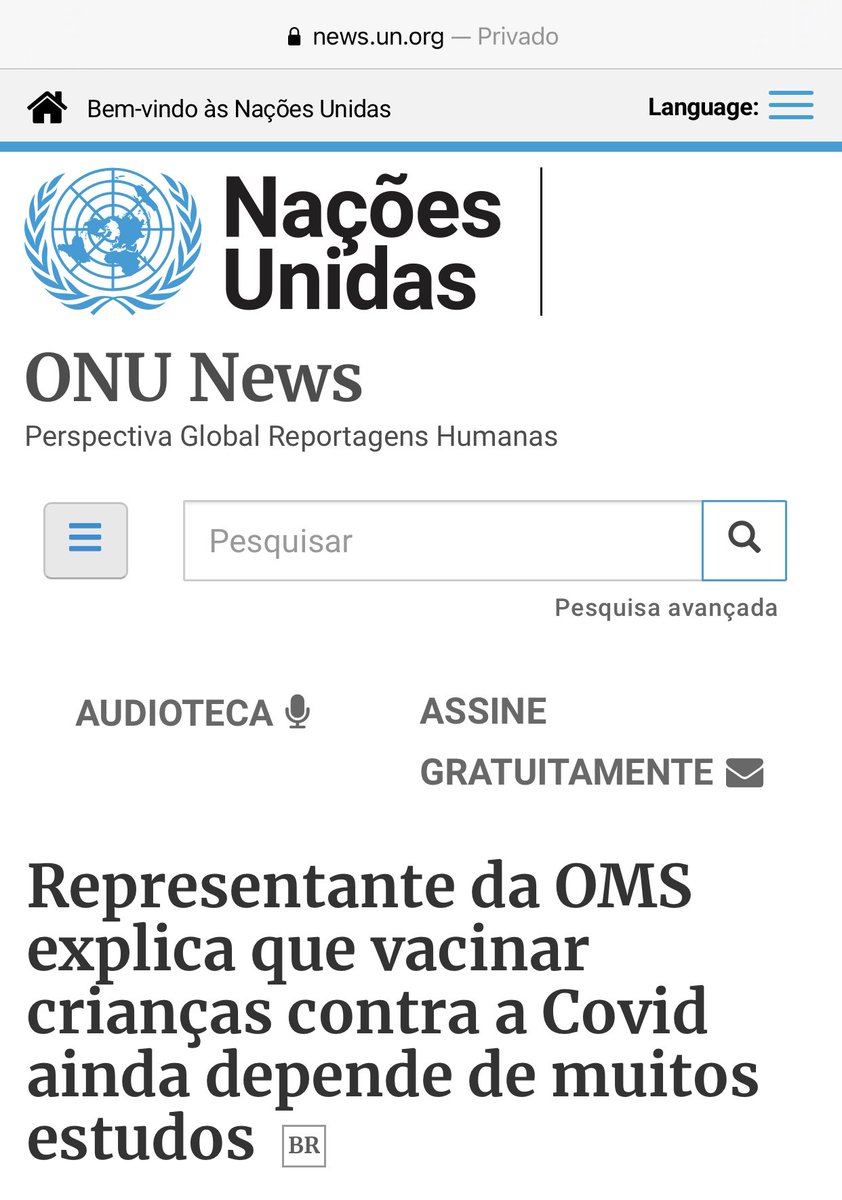 news.un.org — Privado
Bem-vindo às Nações Unidas
Language:
Nações
Unidas
ONU News
Perspectiva Global Reportagens Humanas
Pesquisar
Pesquisa avançada
AUDIOTECA
ASSINE
GRATUITAMENTE
Representante da OMS
explica que vacinar
crianças contra a Covid
ainda depende de muitos
estudos BR